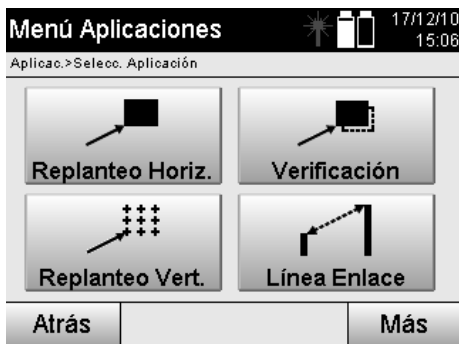 Menú Aplicaciones
17/12/10
15:06
Aplicac.>Selecc. Aplicación
Replanteo Horiz.
Verificación
Replanteo Vert.
Línea Enlace
Atrás
Más